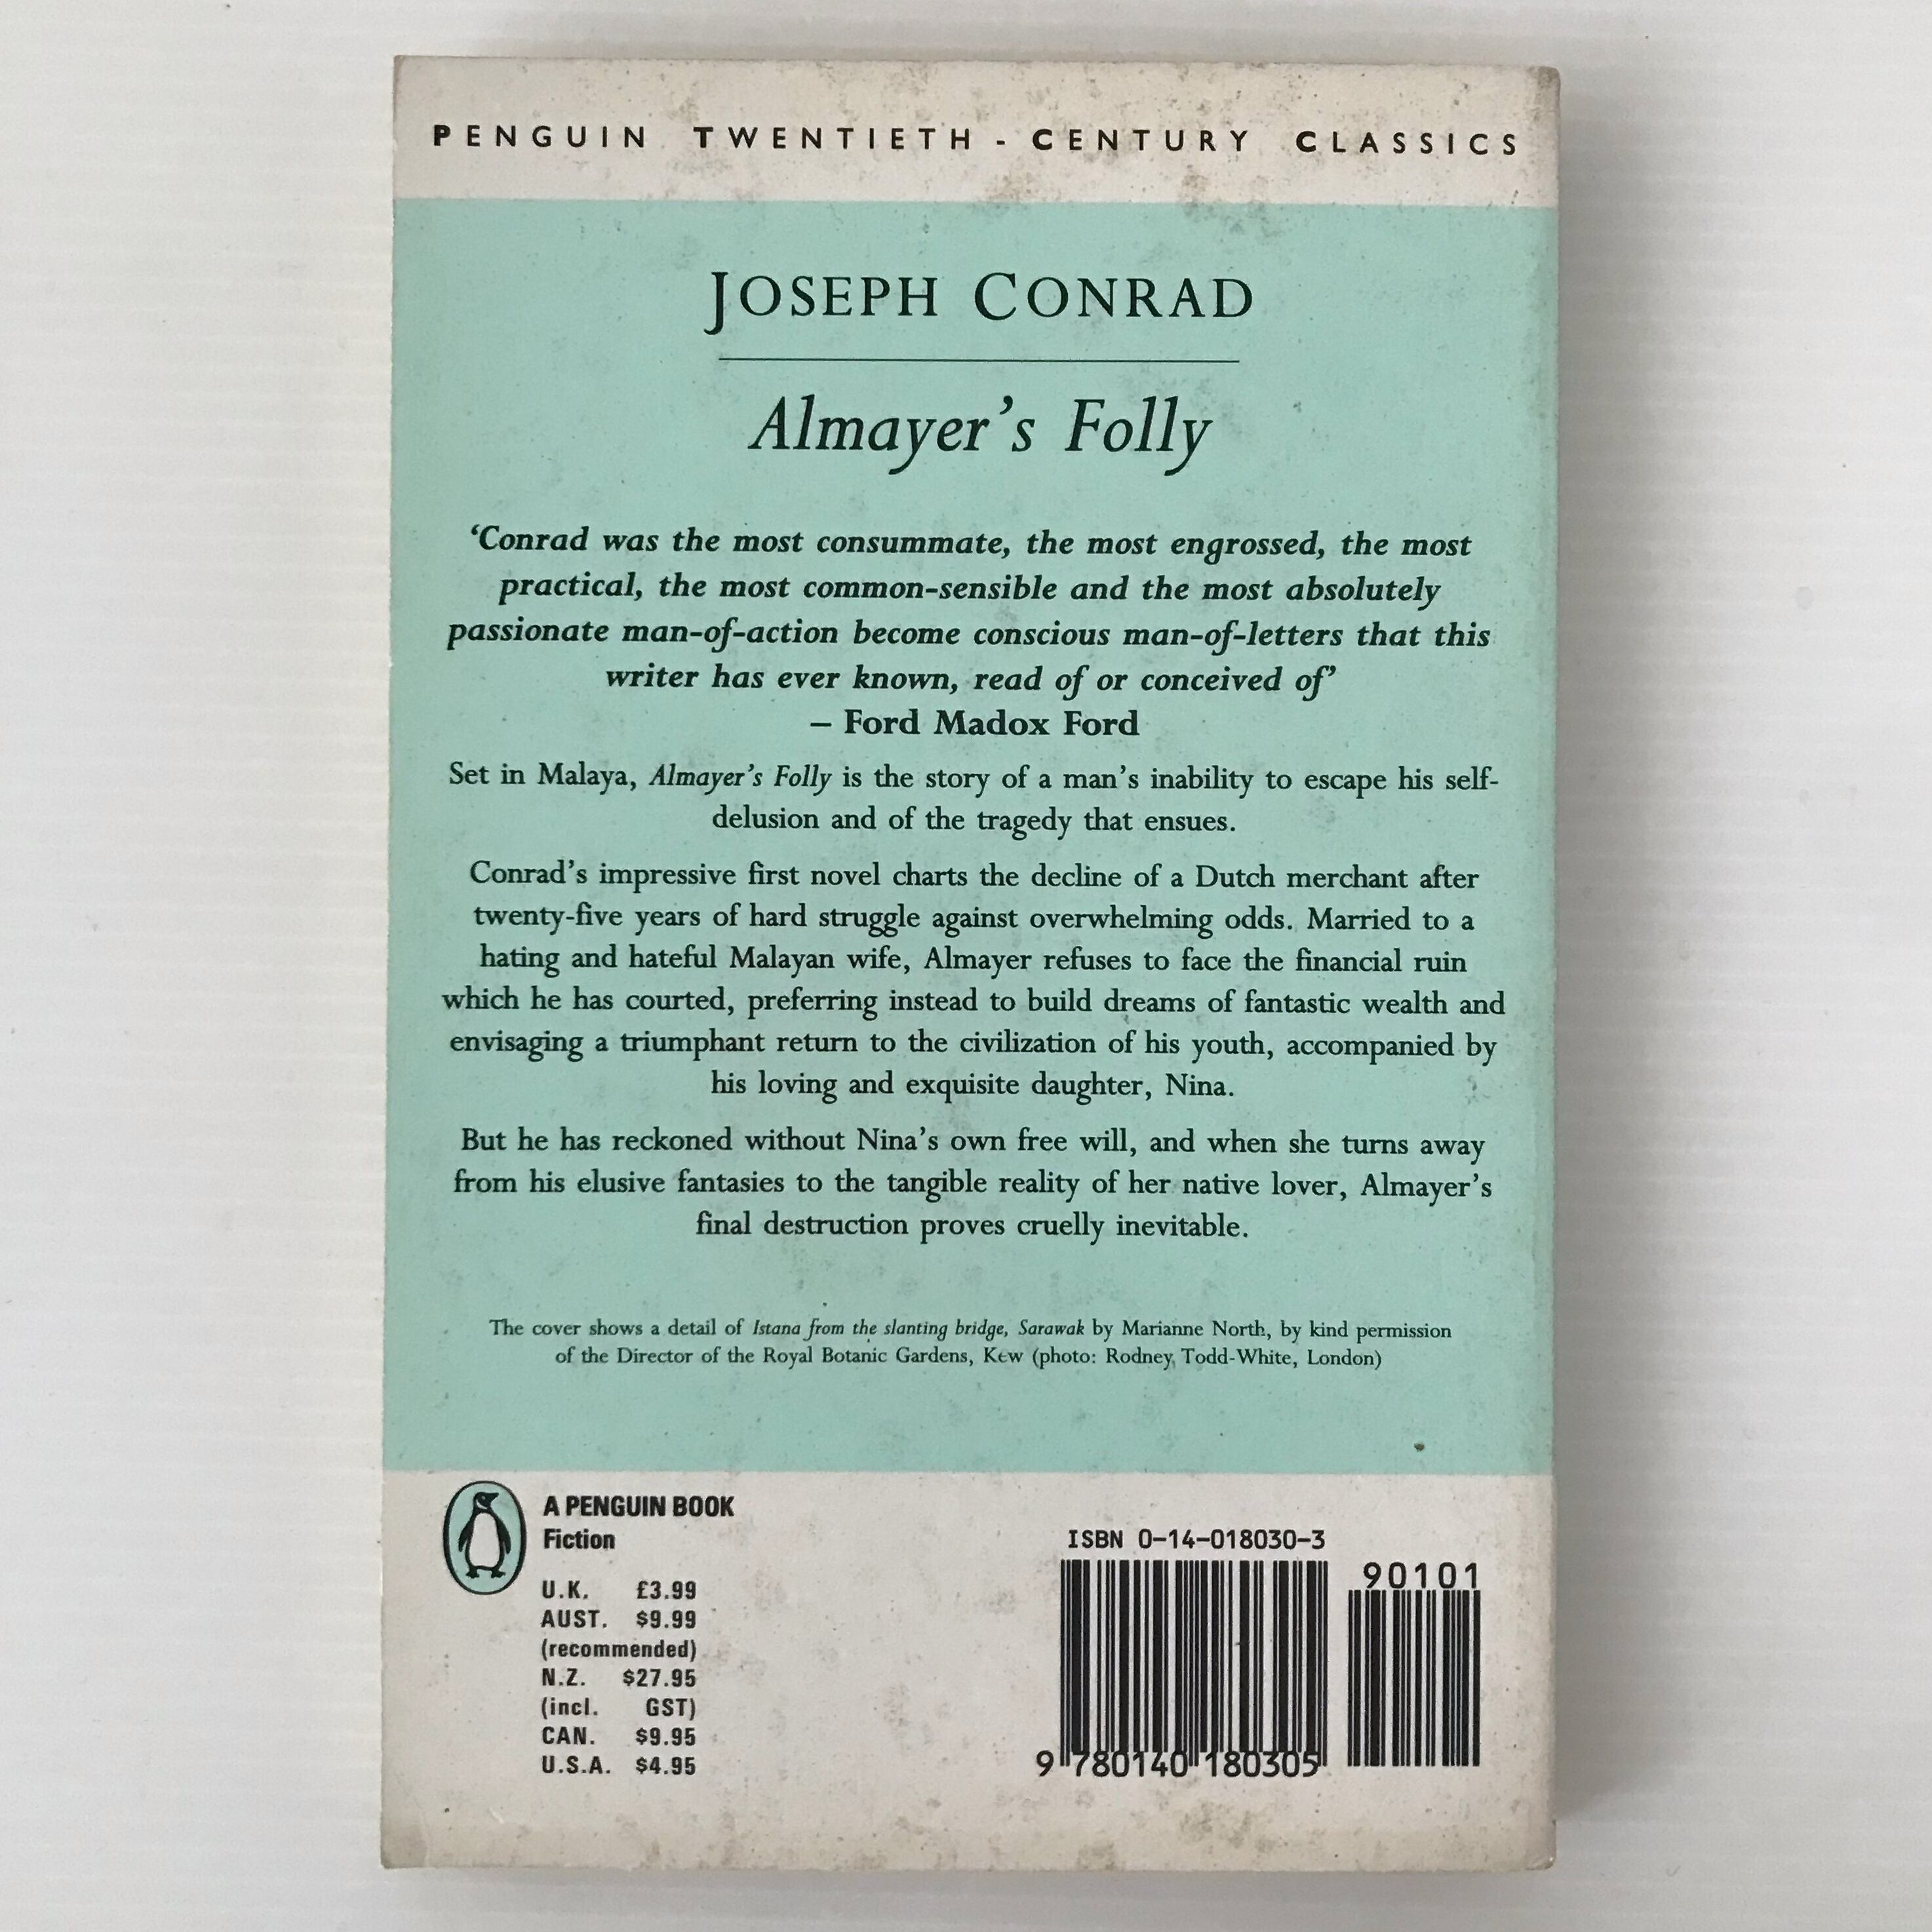 PENGUIN TWENTIETH-CENTURY CLASSICS
JOSEPH CONRAD
Almayer's Folly
‘Conrad was the most consummate, the most engrossed, the most
practical, the most common-sensible and the most absolutely
passionate man-of-action become conscious man-of-letters that this
writer has ever known, read of or conceived of’
– Ford Madox Ford
Set in Malaya, Almayer’s Folly is the story of a man’s inability to escape his self-
delusion and of the tragedy that ensues.
Conrad’s impressive first novel charts the decline of a Dutch merchant after
twenty-five years of hard struggle against overwhelming odds. Married to a
hating and hateful Malayan wife, Almayer refuses to face the financial ruin
which he has courted, preferring instead to build dreams of fantastic wealth and
envisaging a triumphant return to the civilization of his youth, accompanied by
his loving and exquisite daughter, Nina.
But he has reckoned without Nina’s own free will, and when she turns away
from his elusive fantasies to the tangible reality of her native lover, Almayer’s
final destruction proves cruelly inevitable.
The cover shows a detail of Istana from the slanting bridge, Sarawak by Marianne North, by kind permission
of the Director of the Royal Botanic Gardens, Kew (photo: Rodney Todd-White, London)
A PENGUIN BOOK
Fiction
U.K. £3.99
AUST. $9.99
(recommended)
N.Z. $27.95
(incl. GST)
CAN. $9.95
U.S.A. $4.95
ISBN 0-14-018030-3
90101
9 780140 180305